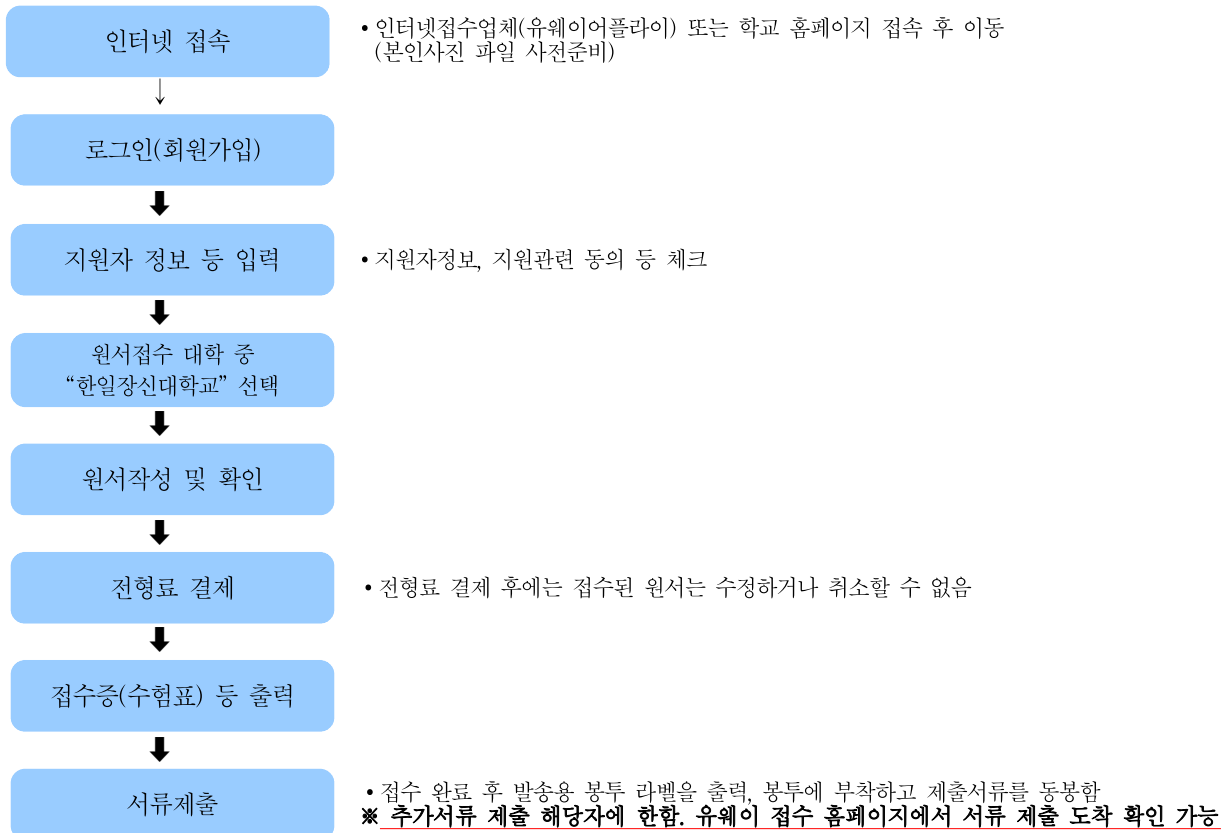 인터넷 접속
• 인터넷접수업체(유웨이어플라이) 또는 학교 홈페이지 접속 후 이동
(본인사진 파일 사전준비)
로그인(회원가입)
지원자 정보 등 입력
• 지원자정보, 지원관련 동의 등 체크
원서접수 대학 중
“한일장신대학교” 선택
원서작성 및 확인
전형료 결제
• 전형료 결제 후에는 접수된 원서는 수정하거나 취소할 수 없음
접수증(수험표) 등 출력
서류제출
• 접수 완료 후 발송용 봉투 라벨을 출력, 봉투에 부착하고 제출서류를 동봉함
※ 추가서류 제출 해당자에 한함. 유웨이 접수 홈페이지에서 서류 제출 도착 확인 가능